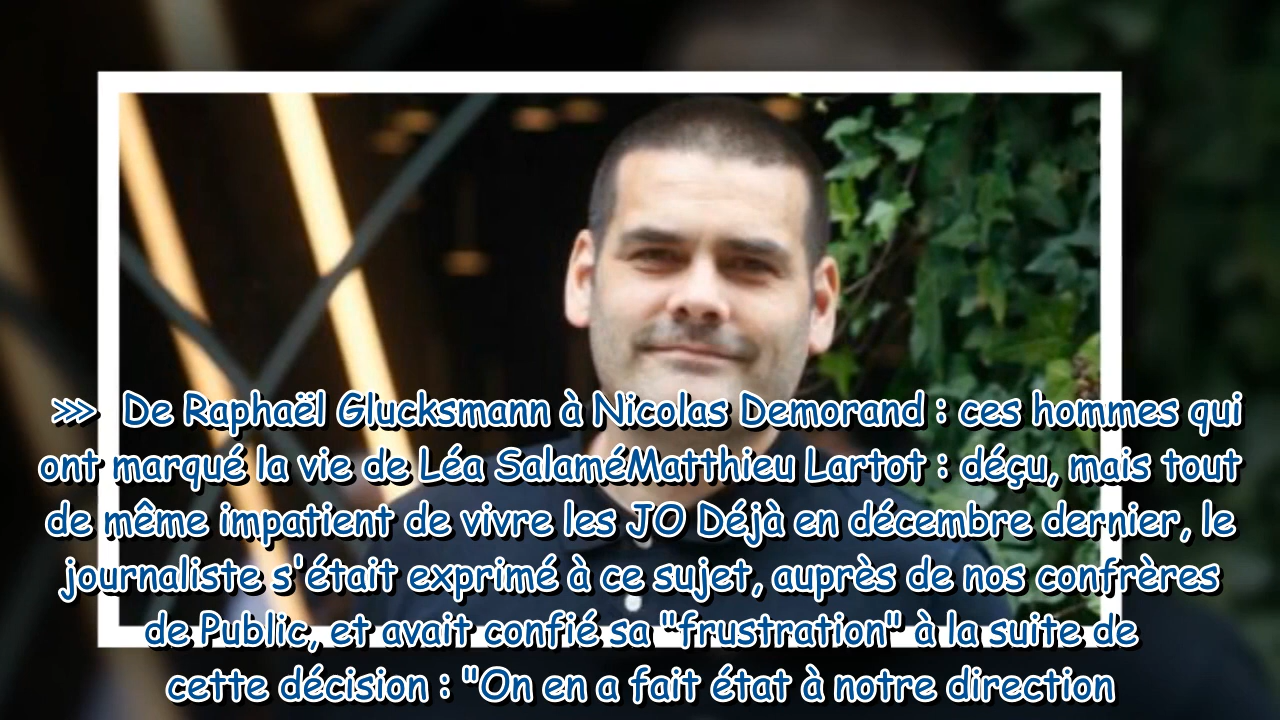 >>> De Raphaël Glucksmann à Nicolas Demorand : ces hommes qui
ont marqué la vie de Léa SalaméMatthieu Lartot : déçu, mais tout
de même impatient de vivre les JO Déjà en décembre dernier, le
journaliste s'était exprimé à ce sujet, auprès de nos confrères
de Public, et avait confié sa "frustration" à la suite de
cette décision : "On en a fait état à notre direction